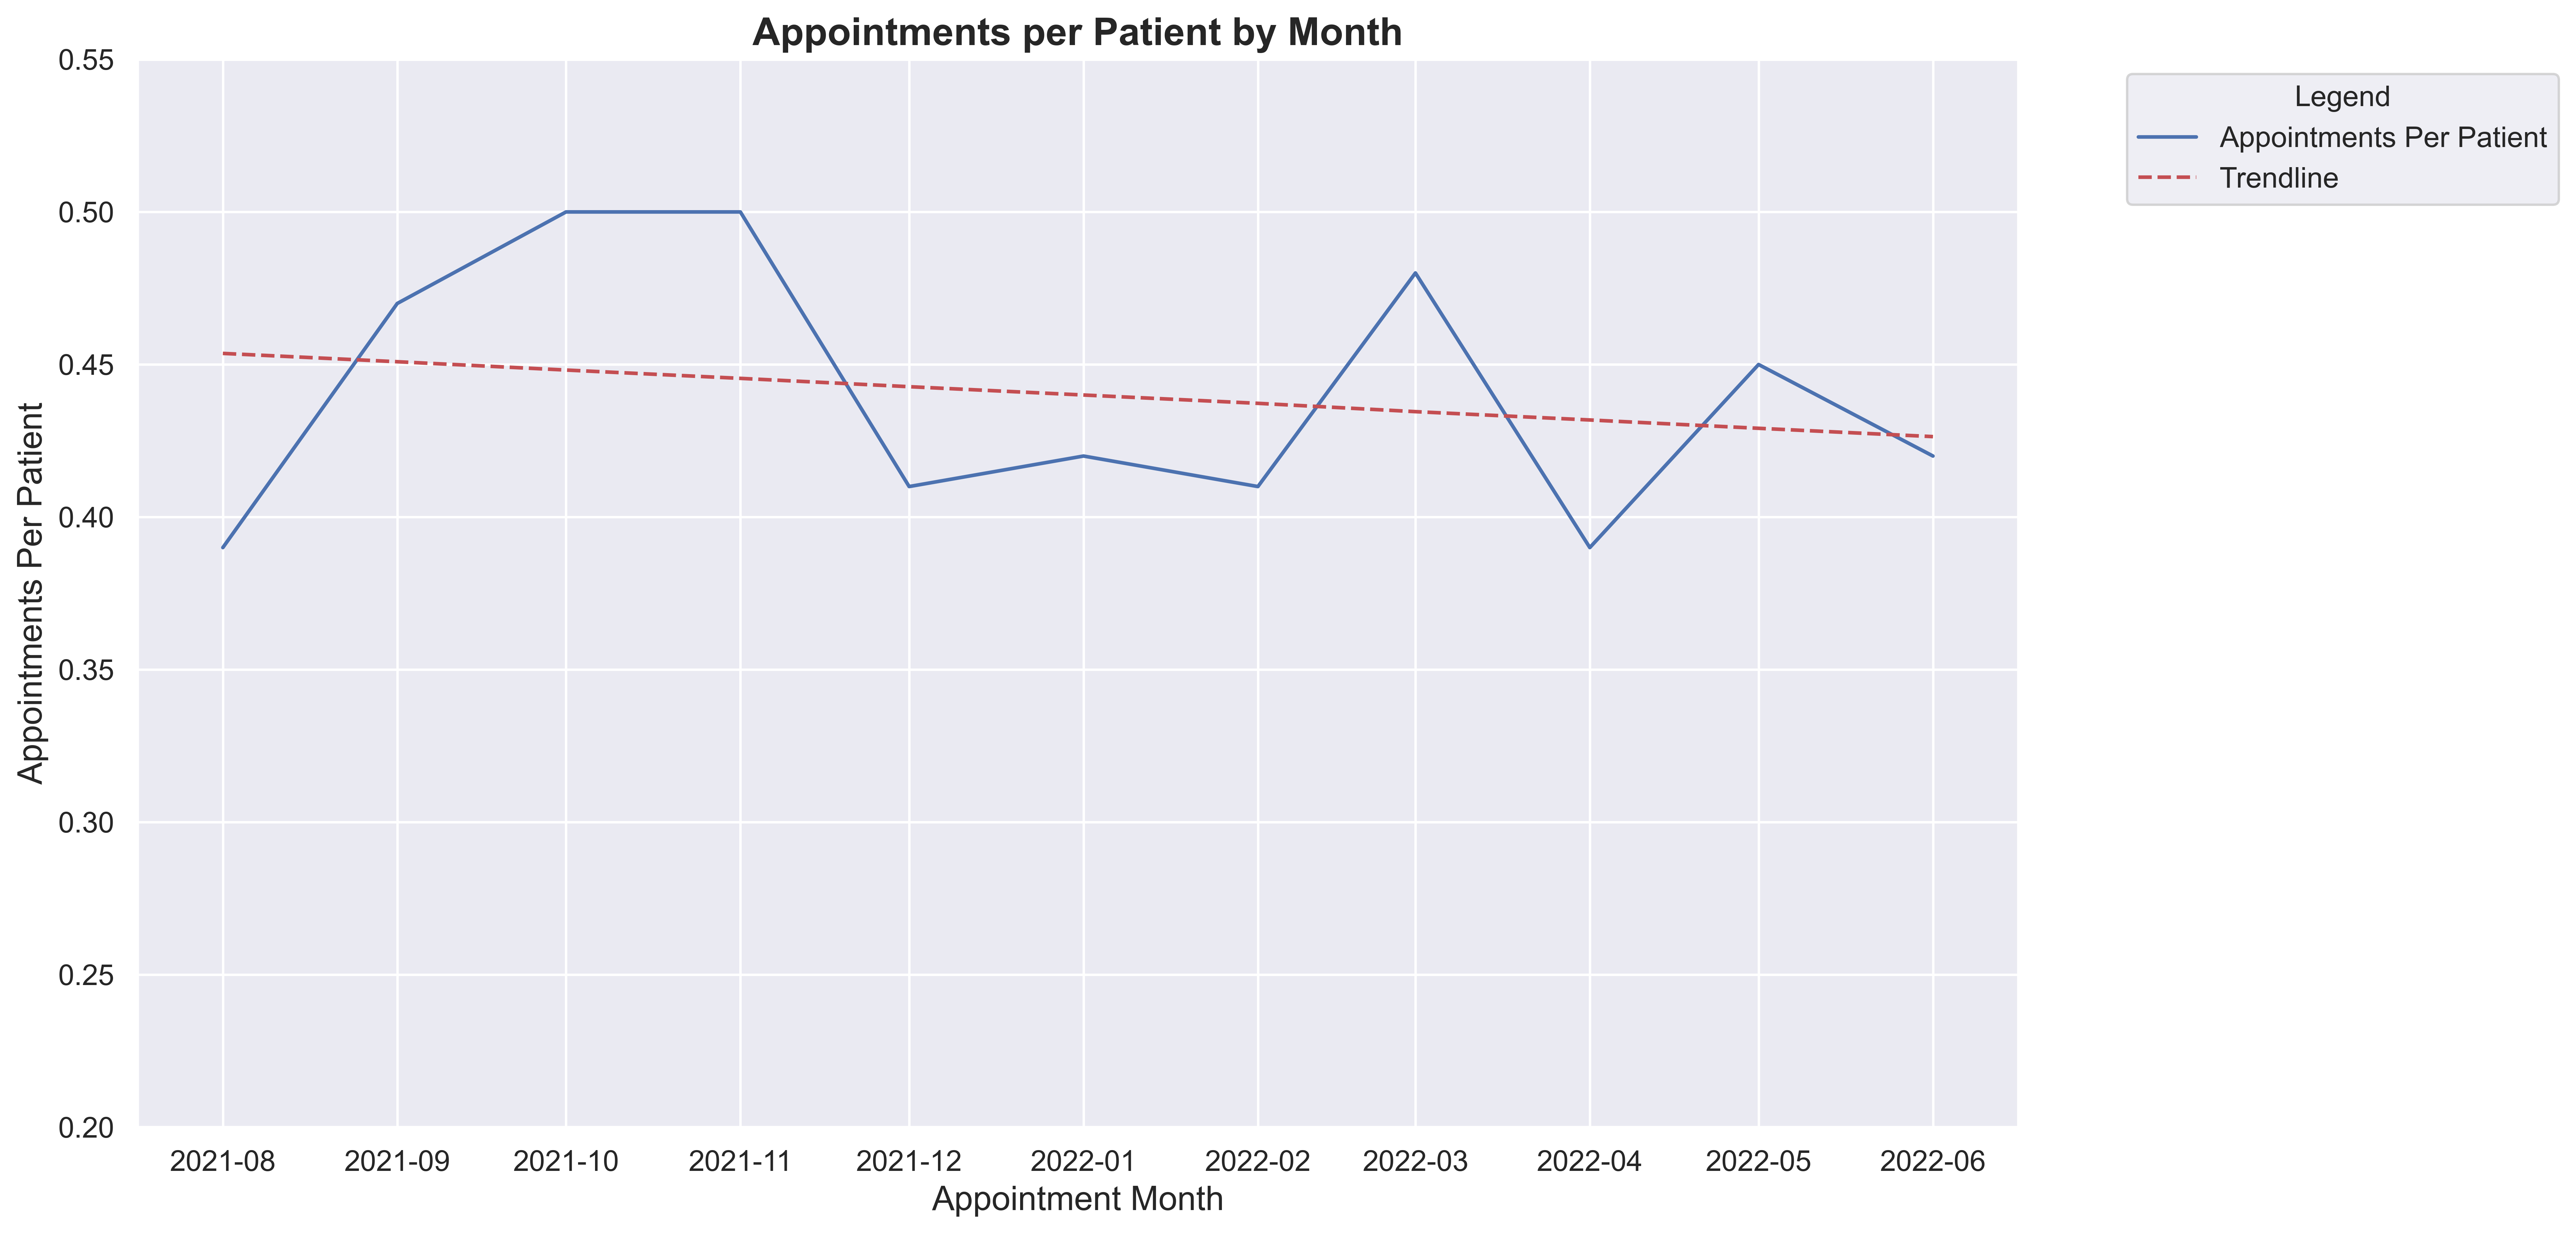 Appointments per Patient by Month
Legend
Appointments Per Patient
Trendline
Appointments Per Patient
0.55
0.50
0.45
0.40
0.35
0.30
0.25
0.20
2021-08 2021-09 2021-10 2021-11 2021-12 2022-01 2022-02 2022-03 2022-04 2022-05 2022-06
Appointment Month